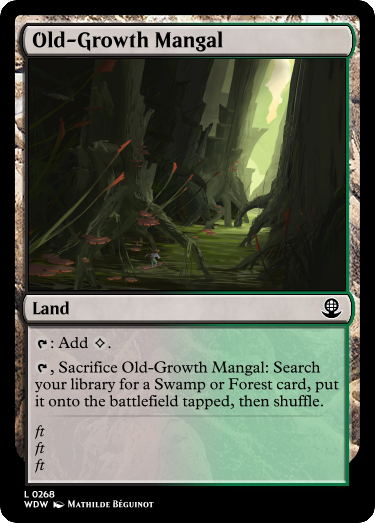 Old-Growth Mangal
Land
: Add .
, Sacrifice Old-Growth Mangal: Search
your library for a Swamp or Forest card, put
it onto the battlefield tapped, then shuffle.
ft
ft
ft
L 0268
WDW Mathilde Béguinot